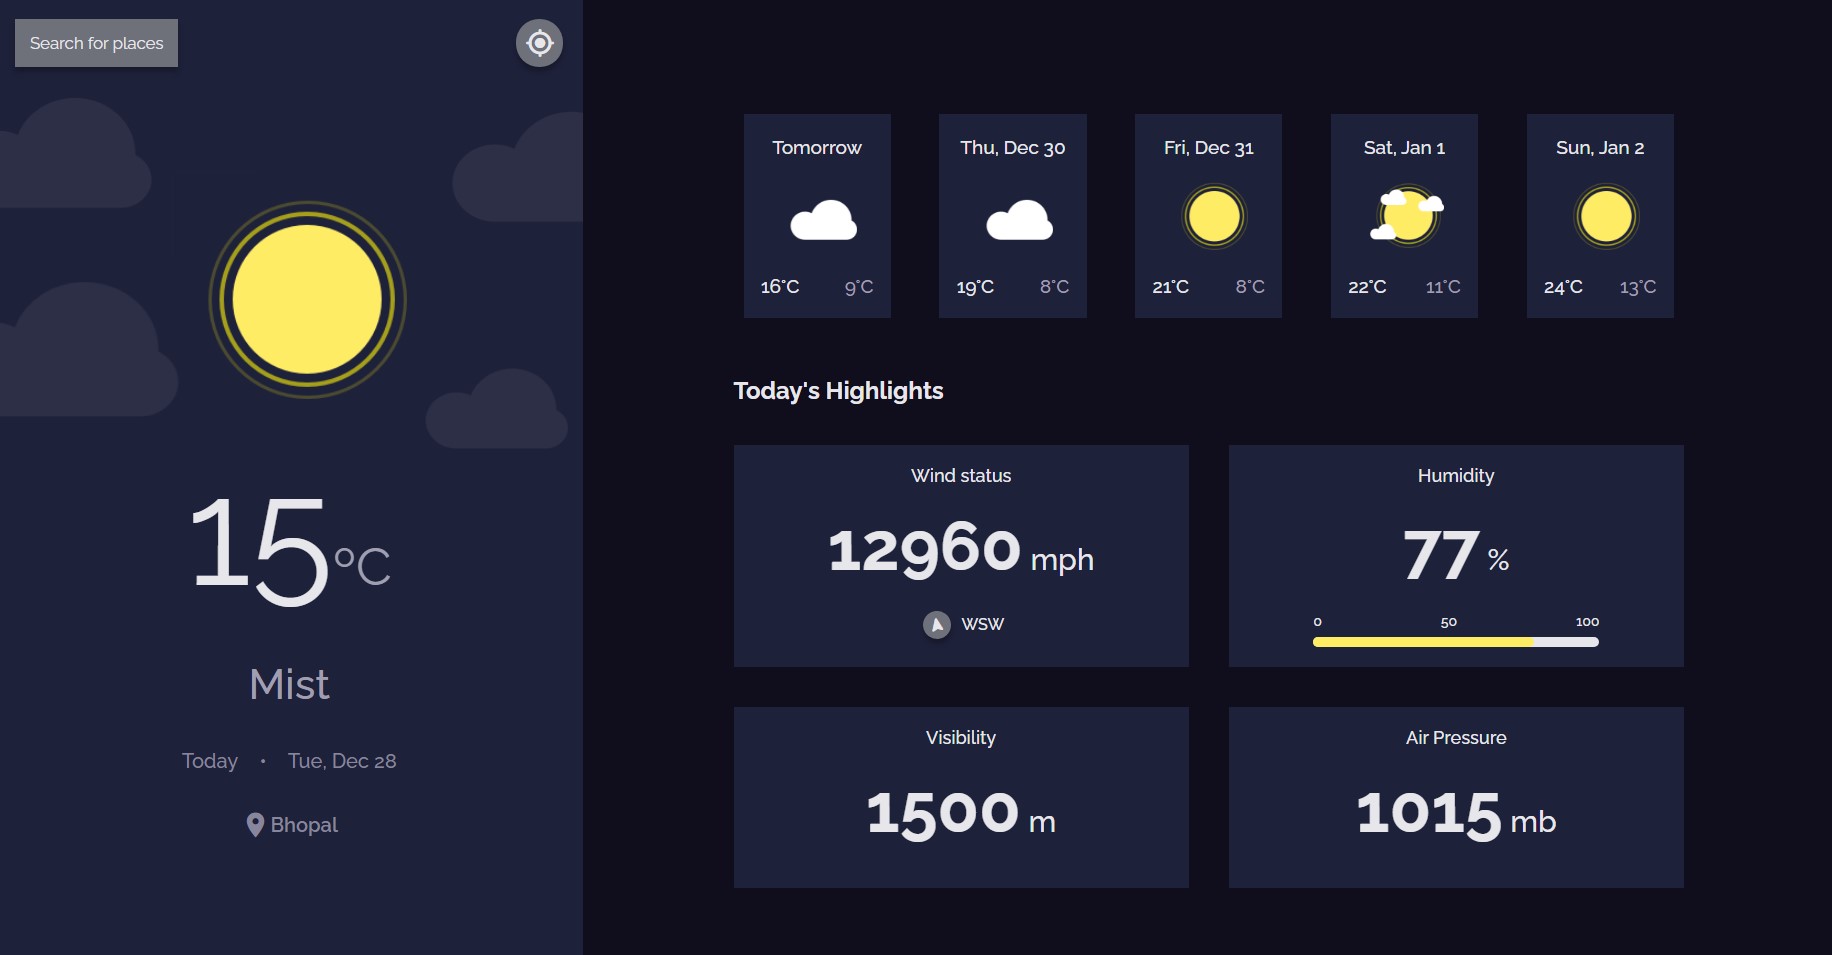 Search for places
15°C
Mist
Today • Tue, Dec 28
Bhopal
Tomorrow
16°C 9°C
Thu, Dec 30
19°C 8°C
Fri, Dec 31
21°C 8°C
Sat, Jan 1
22°C 11°C
Sun, Jan 2
24°C 13°C
Today's Highlights
Wind status
12960 mph
WSW
Humidity
77 %
0 50 100
Visibility
1500 m
Air Pressure
1015 mb